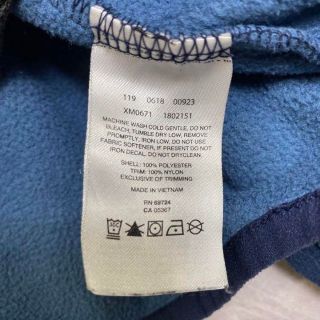 119 0618 00923
XM0671 1802151
MACHINE WASH COLD GENTLE, DO NOT
BLEACH, TUMBLE DRY LOW, REMOVE
PROMPTLY, IRON LOW, DO NOT USE
FABRIC SOFTENER, IF PRESENT DO NOT
IRON DECAL, DO NOT DRYCLEAN.
SHELL: 100% POLYESTER
TRIM: 100% NYLON
EXCLUSIVE OF TRIMMING
MADE IN VIETNAM
RN 69724
CA 05367